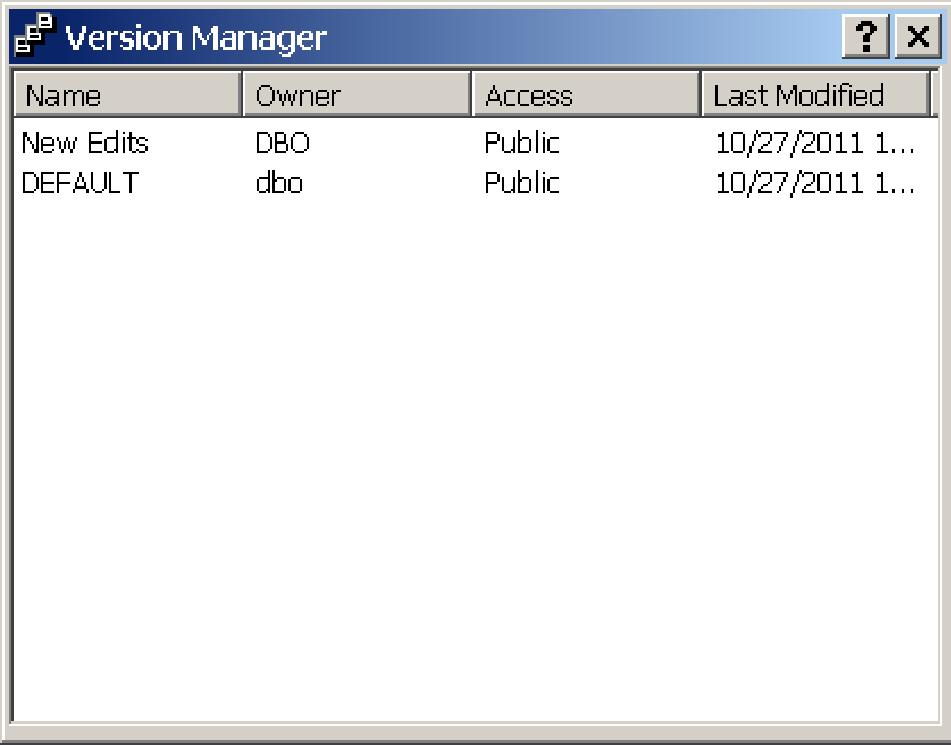 Version Manager
Name Owner Access Last Modified
New Edits DBO Public 10/27/2011 1...
DEFAULT dbo Public 10/27/2011 1...